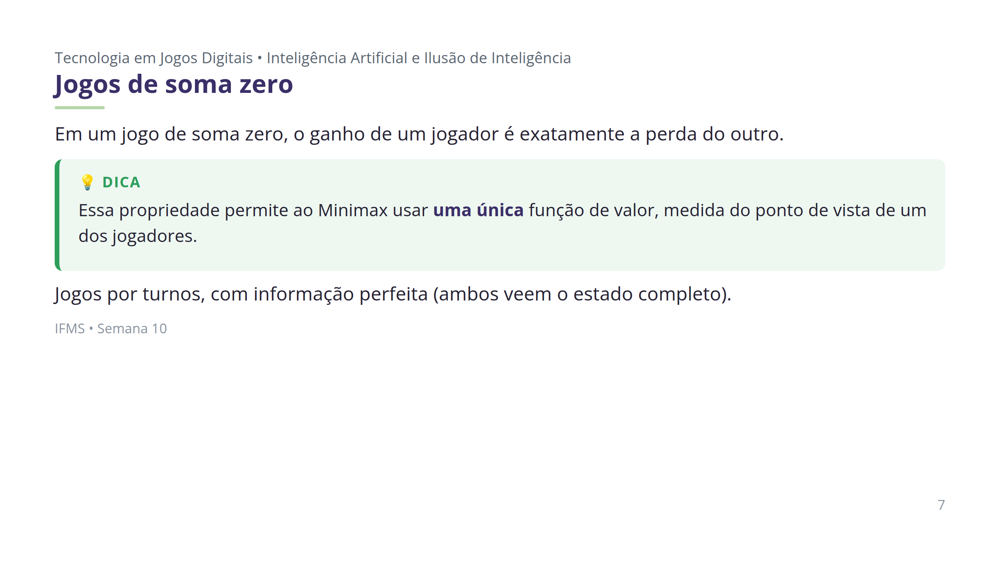 Tecnologia em Jogos Digitais • Inteligência Artificial e Ilusão de Inteligência
Jogos de soma zero
Em um jogo de soma zero, o ganho de um jogador é exatamente a perda do outro.
💡 DICA
Essa propriedade permite ao Minimax usar uma única função de valor, medida do ponto de vista de um
dos jogadores.
Jogos por turnos, com informação perfeita (ambos veem o estado completo).
IFMS • Semana 10
7